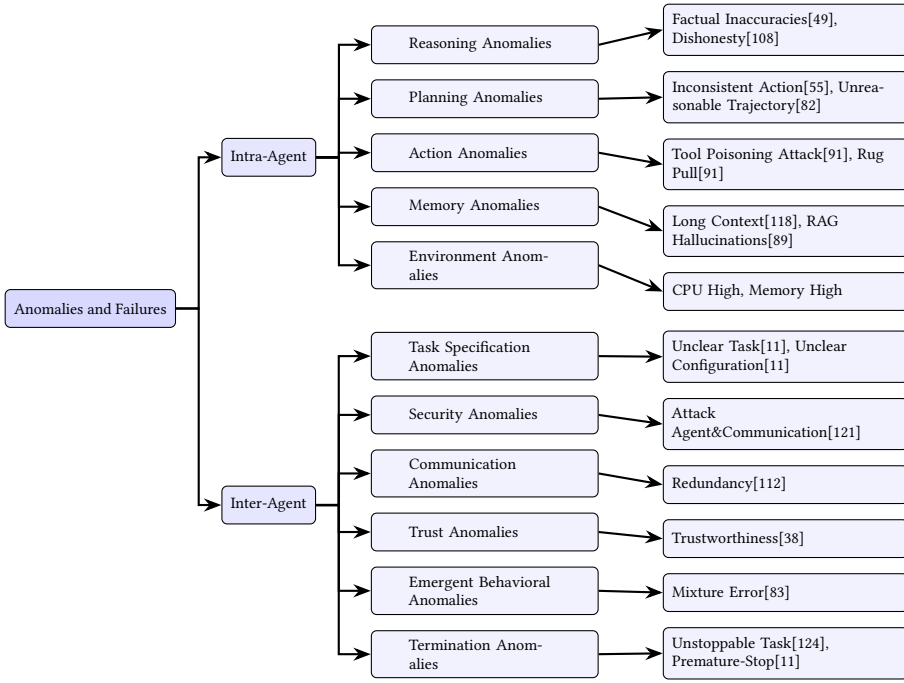 Anomalies and Failures
Intra-Agent
Reasoning Anomalies
Factual Inaccuracies[49],
Dishonesty[108]
Planning Anomalies
Inconsistent Action[55], Unrea-
sonable Trajectory[82]
Action Anomalies
Tool Poisoning Attack[91], Rug
Pull[91]
Memory Anomalies
Long Context[118], RAG
Hallucinations[89]
Environment Anom-
alies
CPU High, Memory High
Inter-Agent
Task Specification
Anomalies
Unclear Task[11], Unclear
Configuration[11]
Security Anomalies
Attack
Agent&Communication[121]
Communication
Anomalies
Redundancy[112]
Trust Anomalies
Trustworthiness[38]
Emergent Behavioral
Anomalies
Mixture Error[83]
Termination Anom-
alies
Unstoppable Task[124],
Premature-Stop[11]